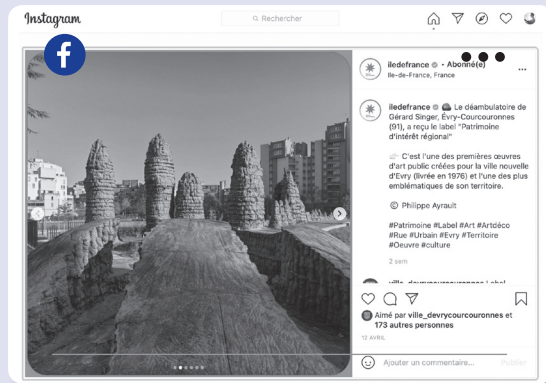 Instagram
Rechercher
iledefrance • Abonné(e)
Ile-de-France, France
iledefrance Le déambulatoire de
Gérard Singer, Évry-Courcouronnes
(91), a reçu le label "Patrimoine
d'intérêt régional"
C'est l'une des premières œuvres
d'art public créées pour la ville nouvelle
d'Evry (livrée en 1976) et l'une des plus
emblématiques de son territoire.
© Philippe Ayrault
#Patrimoine #Label #Art #Artdéco
#Rue #Urbain #Evry #Territoire
#Oeuvre #culture
2 sem
ville_devrycourcouronnes Label
Aimé par ville_devrycourcouronnes et
173 autres personnes
12 AVRIL
Ajouter un commentaire... Publier